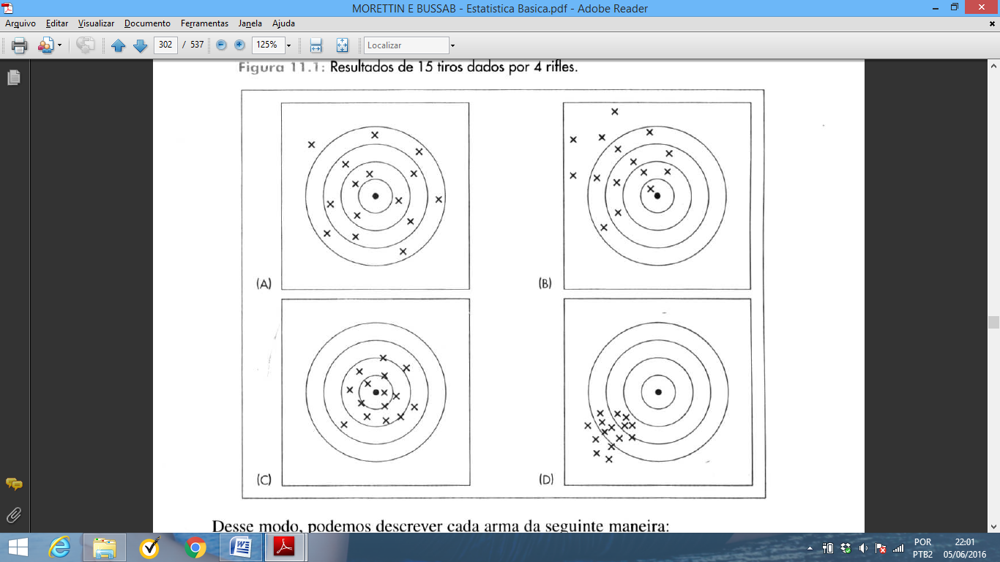 MORETTIN E BUSSAB - Estatistica Basica.pdf - Adobe Reader
Arquivo Editar Visualizar Documento Ferramentas Janela Ajuda
302 / 537 125% Localizar
Figura 11.1: Resultados de 15 tiros dados por 4 rifles.
(A)
(B)
(C)
(D)
Desse modo, podemos descrever cada arma da seguinte maneira:
POR 22:01
PTB2 05/06/2016